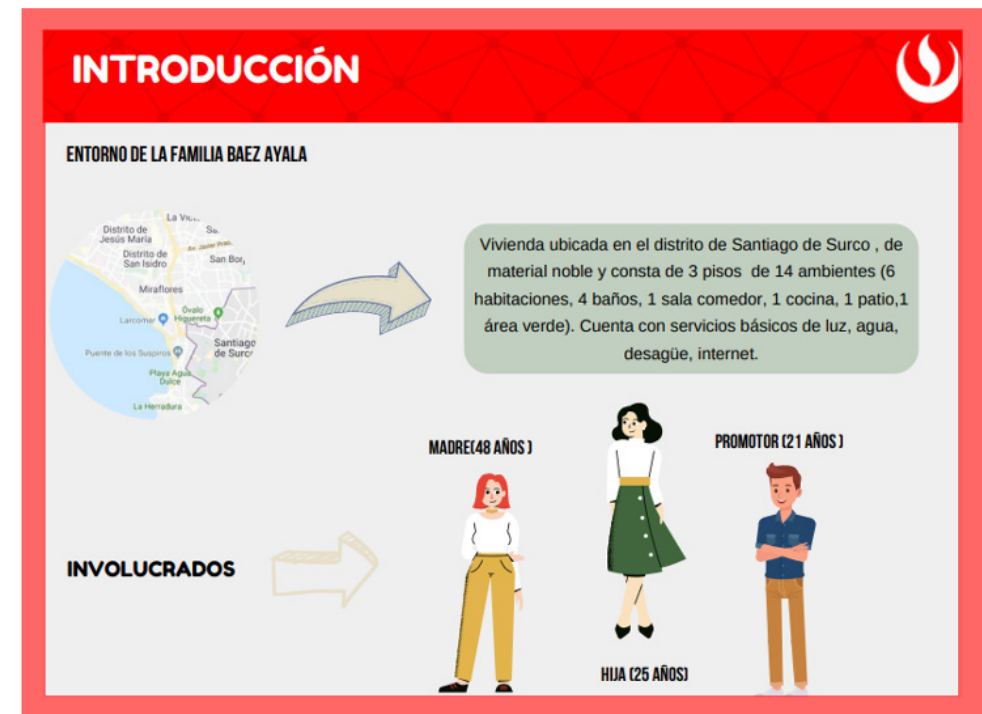 INTRODUCCIÓN
ENTORNO DE LA FAMILIA BAEZ AYALA
La
Distrito de
Jesús María
Av. Javier
Distrito de
San Isidro
San
Miraflores
Óvalo
Higuereta
Larcomar
Santiago
de Surco
Puente de los Suspiros
Playa Agua
Dulce
La Herradura
Vivienda ubicada en el distrito de Santiago de Surco , de
material noble y consta de 3 pisos de 14 ambientes (6
habitaciones, 4 baños, 1 sala comedor, 1 cocina, 1 patio,1
área verde). Cuenta con servicios básicos de luz, agua,
desagüe, internet.
MADRE(48 AÑOS )
PROMOTOR (21 AÑOS )
INVOLUCRADOS
HIJA (25 AÑOS)